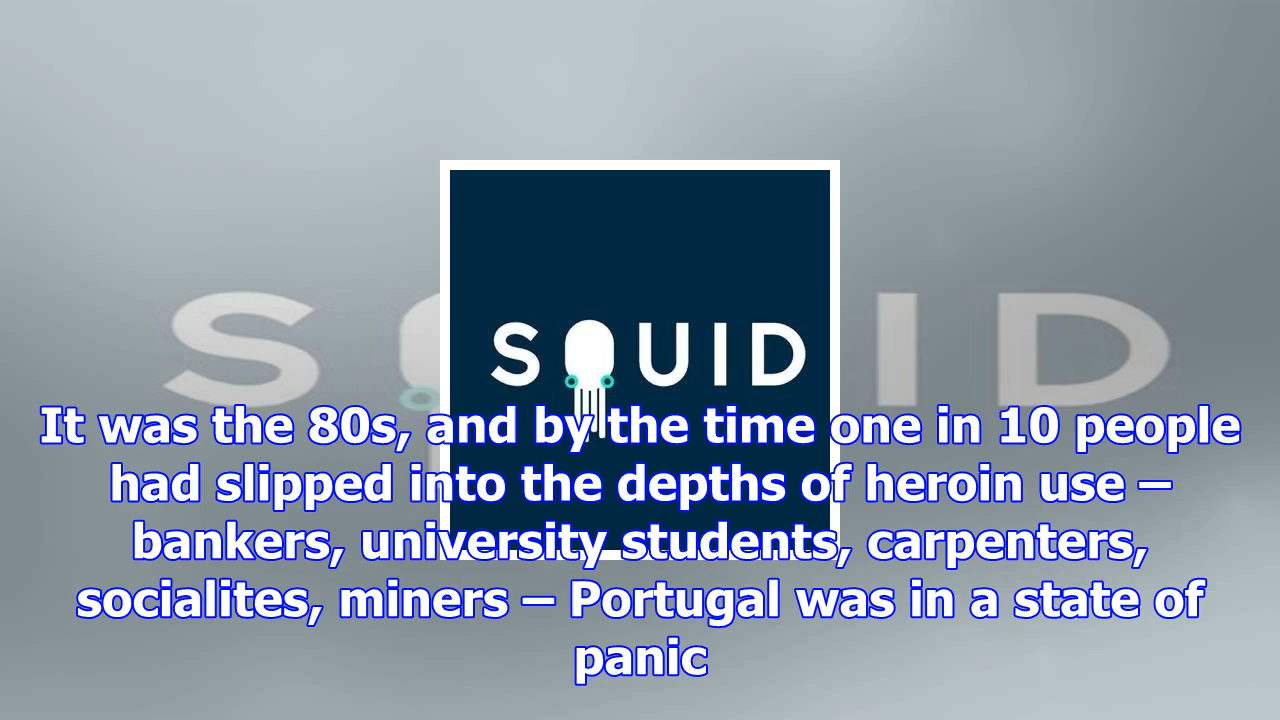 SQUID
It was the 80s, and by the time one in 10 people
had slipped into the depths of heroin use –
bankers, university students, carpenters,
socialites, miners – Portugal was in a state of
panic